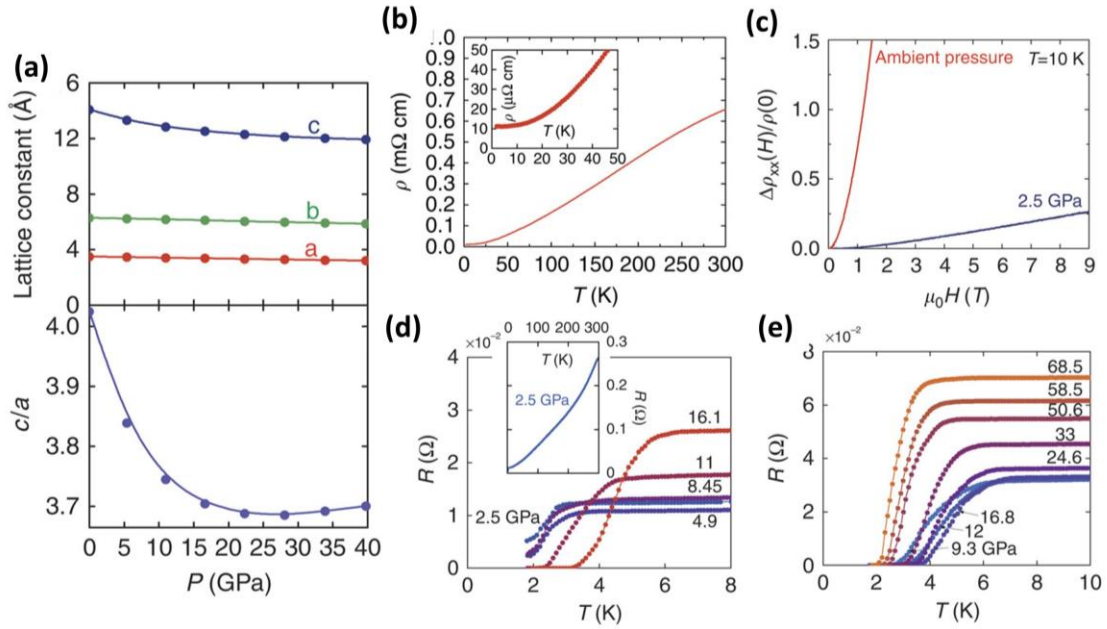 (a)
Lattice constant (Å)
16
12
8
4
0
c
b
a
c/a
4.0
3.9
3.8
3.7
0 5 10 15 20 25 30 35 40
P (GPa)
(b)
ρ (mΩ cm)
0.9
0.8
0.7
0.6
0.5
0.4
0.3
0.2
0.1
0.0
0 50 100 150 200 250 300
T (K)
ρ (μΩ cm)
50
40
30
20
10
0
T (K)
0 10 20 30 40 50
(c)
Δρxx(H)/ρ(0)
1.5
1.0
0.5
0.0
Ambient pressure
T=10 K
2.5 GPa
0 1 2 3 4 5 6 7 8 9
μ0H (T)
(d)
×10⁻²
R (Ω)
4
3
2
1
0
0 100 200 300
T (K)
2.5 GPa
0.3
0.2
0.1
0
R (Ω)
16.1
11
8.45
2.5 GPa
4.9
0 2 4 6 8
T (K)
(e)
×10⁻²
R (Ω)
8
6
4
2
0
68.5
58.5
50.6
33
24.6
16.8
12
9.3 GPa
0 2 4 6 8 10
T (K)